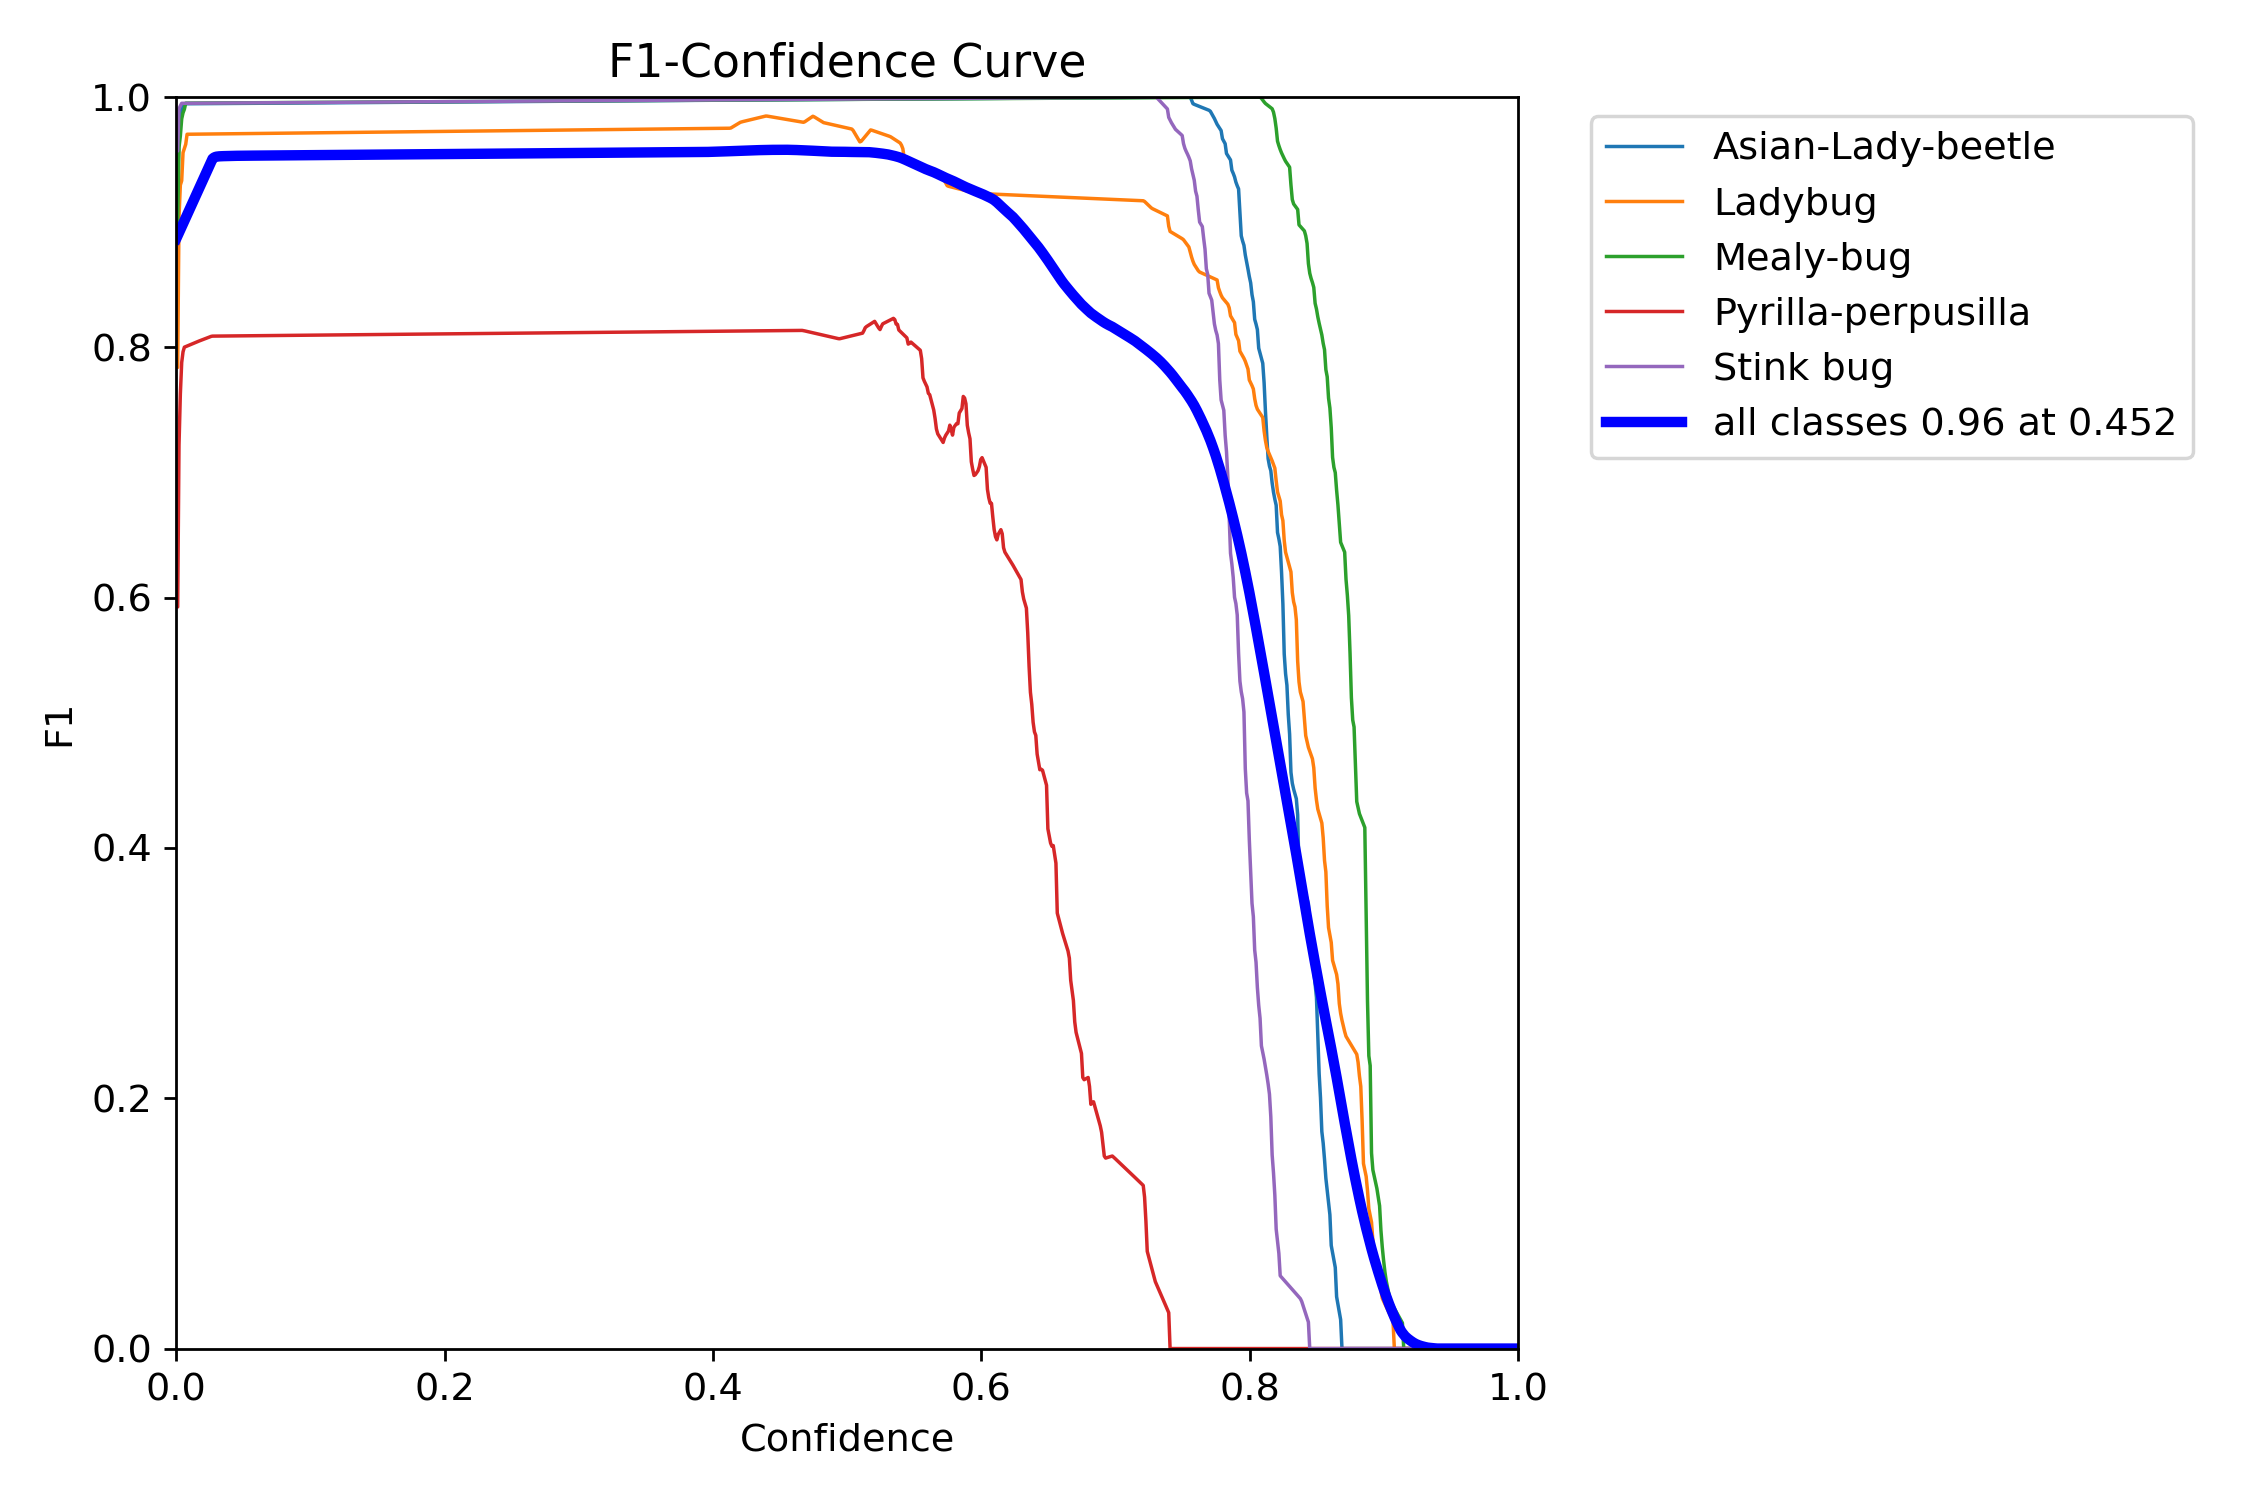 F1-Confidence Curve
1.0
0.8
0.6
0.4
0.2
0.0
F1
0.0 0.2 0.4 0.6 0.8 1.0
Confidence
Asian-Lady-beetle
Ladybug
Mealy-bug
Pyrilla-perpusilla
Stink bug
all classes 0.96 at 0.452